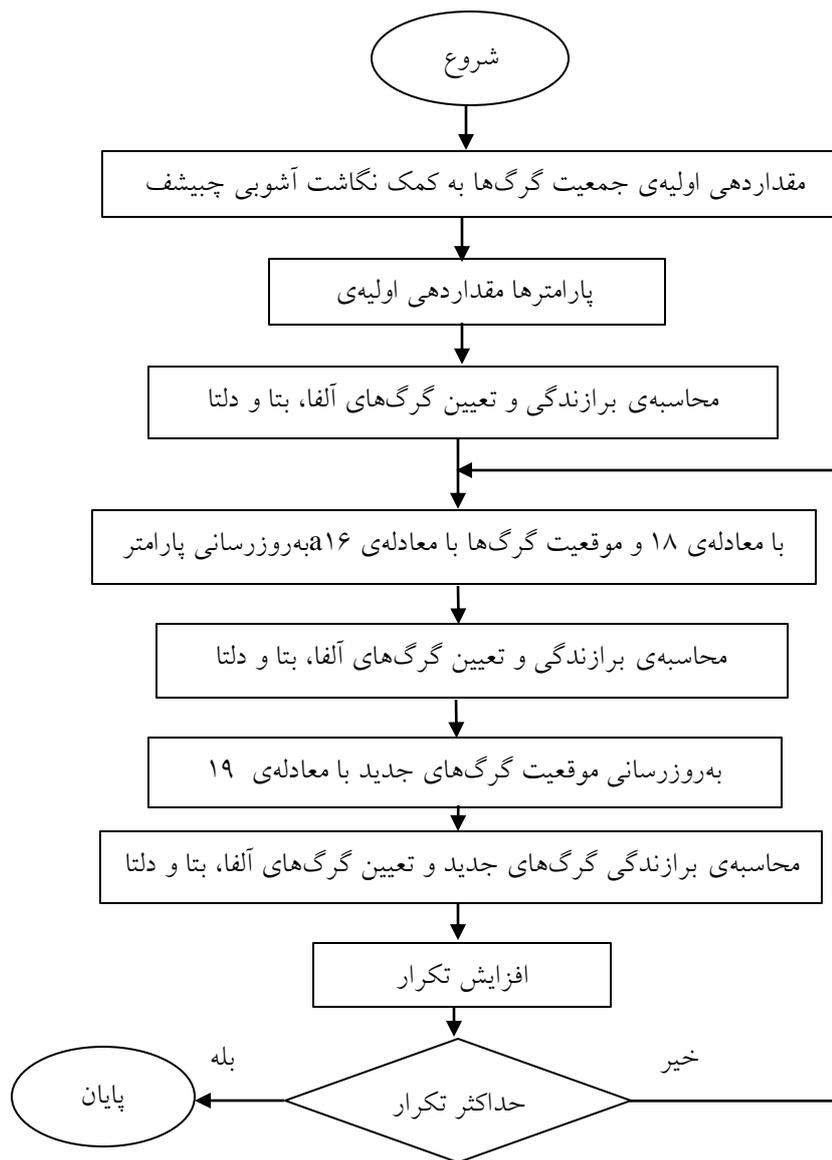 شروع
مقداردهی اولیه‌ی جمعیت گرگ‌ها به کمک نگاشت آشوبی چبیشف
پارامترها مقداردهی اولیه‌ی
محاسبه‌ی برازندگی و تعیین گرگ‌های آلفا، بتا و دلتا
با معادله‌ی ۱۸ و موقعیت گرگ‌ها با معادله‌ی ۱۶aبه‌روزرسانی پارامتر
محاسبه‌ی برازندگی و تعیین گرگ‌های آلفا، بتا و دلتا
به‌روزرسانی موقعیت گرگ‌های جدید با معادله‌ی ۱۹
محاسبه‌ی برازندگی گرگ‌های جدید و تعیین گرگ‌های آلفا، بتا و دلتا
افزایش تکرار
خیر
بله
حداکثر تکرار
پایان